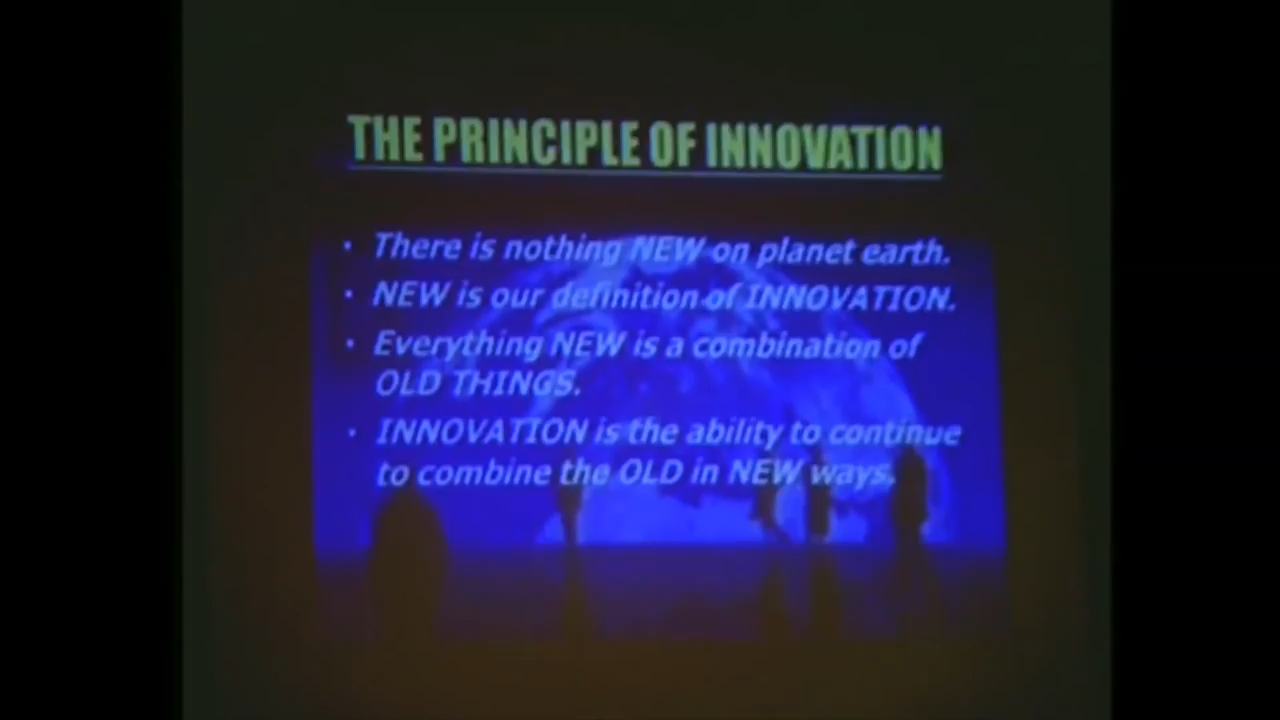 THE PRINCIPLE OF INNOVATION
• There is nothing NEW on planet earth.
• NEW is our definition of INNOVATION.
• Everything NEW is a combination of
OLD THINGS.
• INNOVATION is the ability to continue
to combine the OLD in NEW ways.